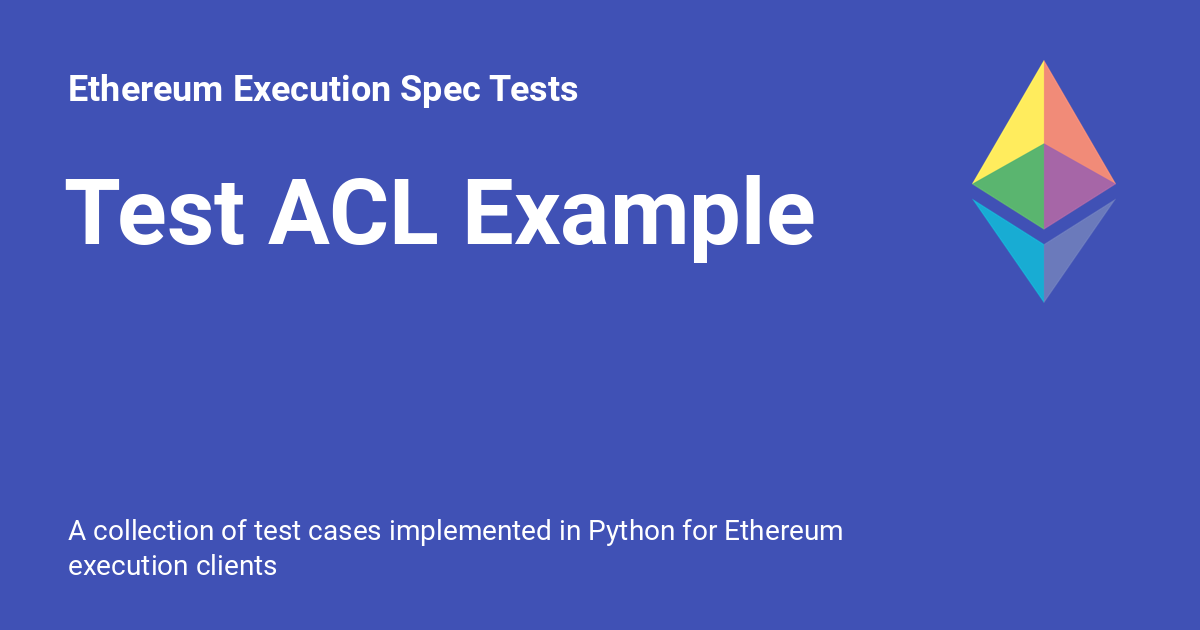 Ethereum Execution Spec Tests
Test ACL Example
A collection of test cases implemented in Python for Ethereum
execution clients